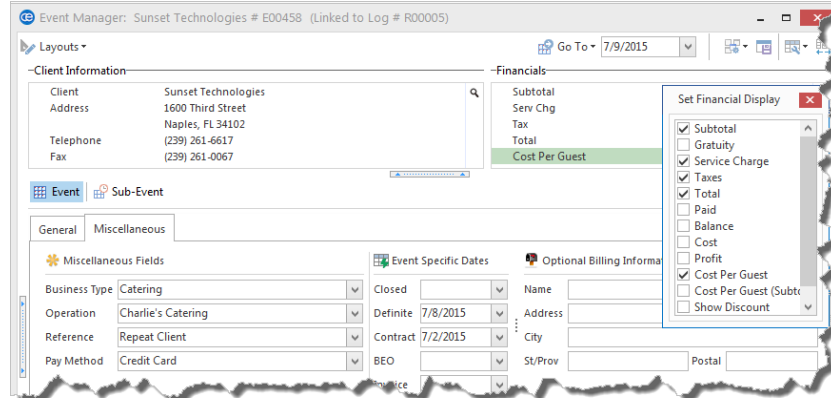 ce Event Manager: Sunset Technologies # E00458 (Linked to Log # R00005)
Layouts
Go To 7/9/2015
Client Information
Client Sunset Technologies
Address 1600 Third Street
Naples, FL 34102
Telephone (239) 261-6617
Fax (239) 261-0067
Financials
Subtotal
Serv Chg
Tax
Total
Cost Per Guest
Set Financial Display
Subtotal
Gratuity
Service Charge
Taxes
Total
Paid
Balance
Cost
Profit
Cost Per Guest
Cost Per Guest (Subto
Show Discount
Event Sub-Event
General Miscellaneous
Miscellaneous Fields
Business Type Catering
Operation Charlie's Catering
Reference Repeat Client
Pay Method Credit Card
Event Specific Dates
Closed
Definite 7/8/2015
Contract 7/2/2015
BEO
Invoice
Optional Billing Informa
Name
Address
City
St/Prov Postal